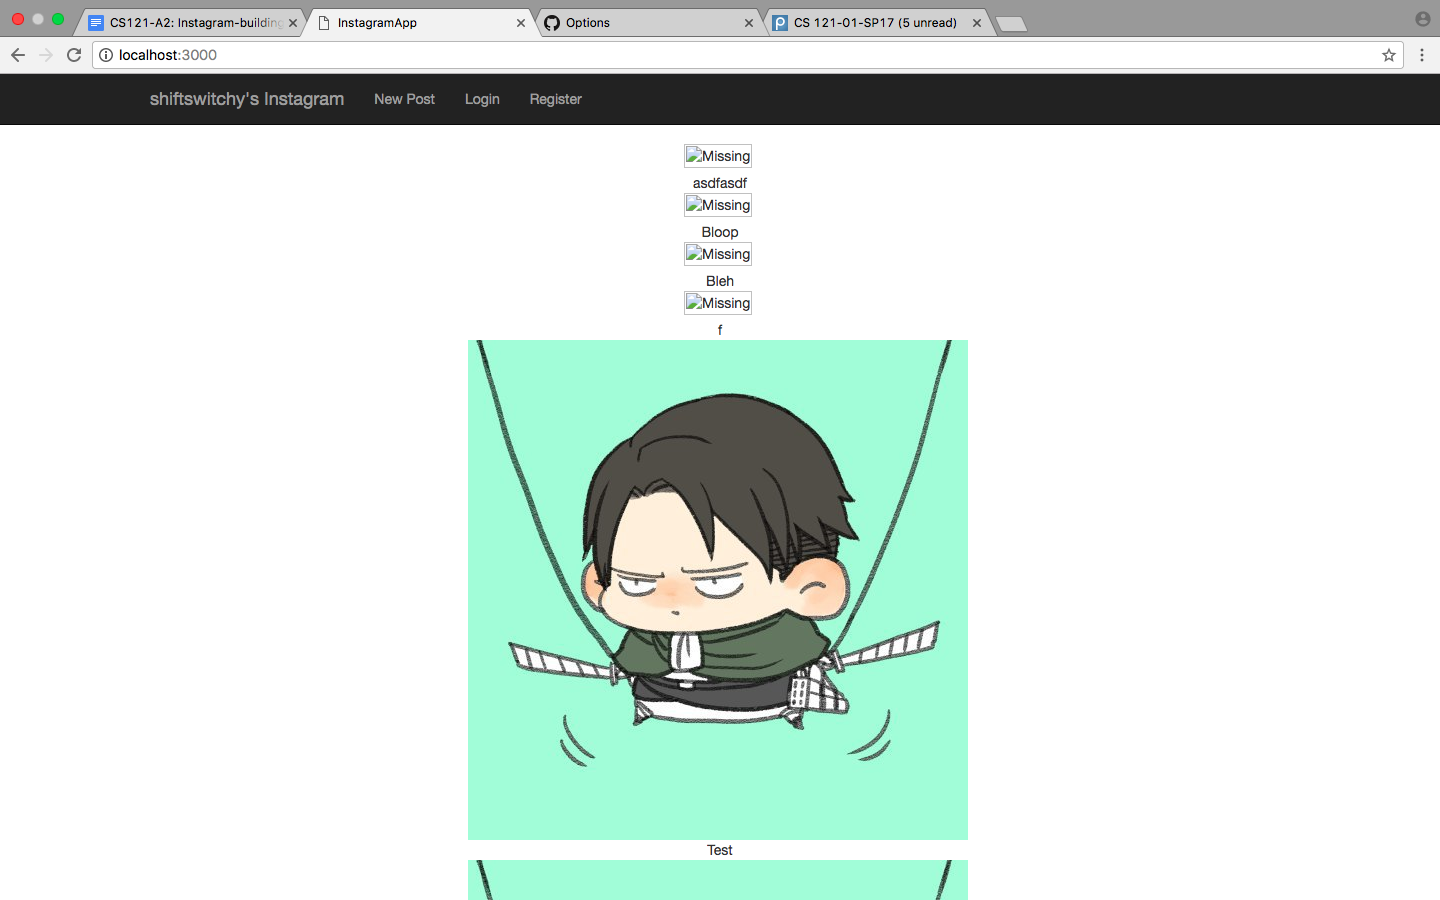 CS121-A2: Instagram-building
InstagramApp
Options
CS 121-01-SP17 (5 unread)
localhost:3000
shiftswitchy's Instagram New Post Login Register
Missing
asdfasdf
Missing
Bloop
Missing
Bleh
Missing
f
Test